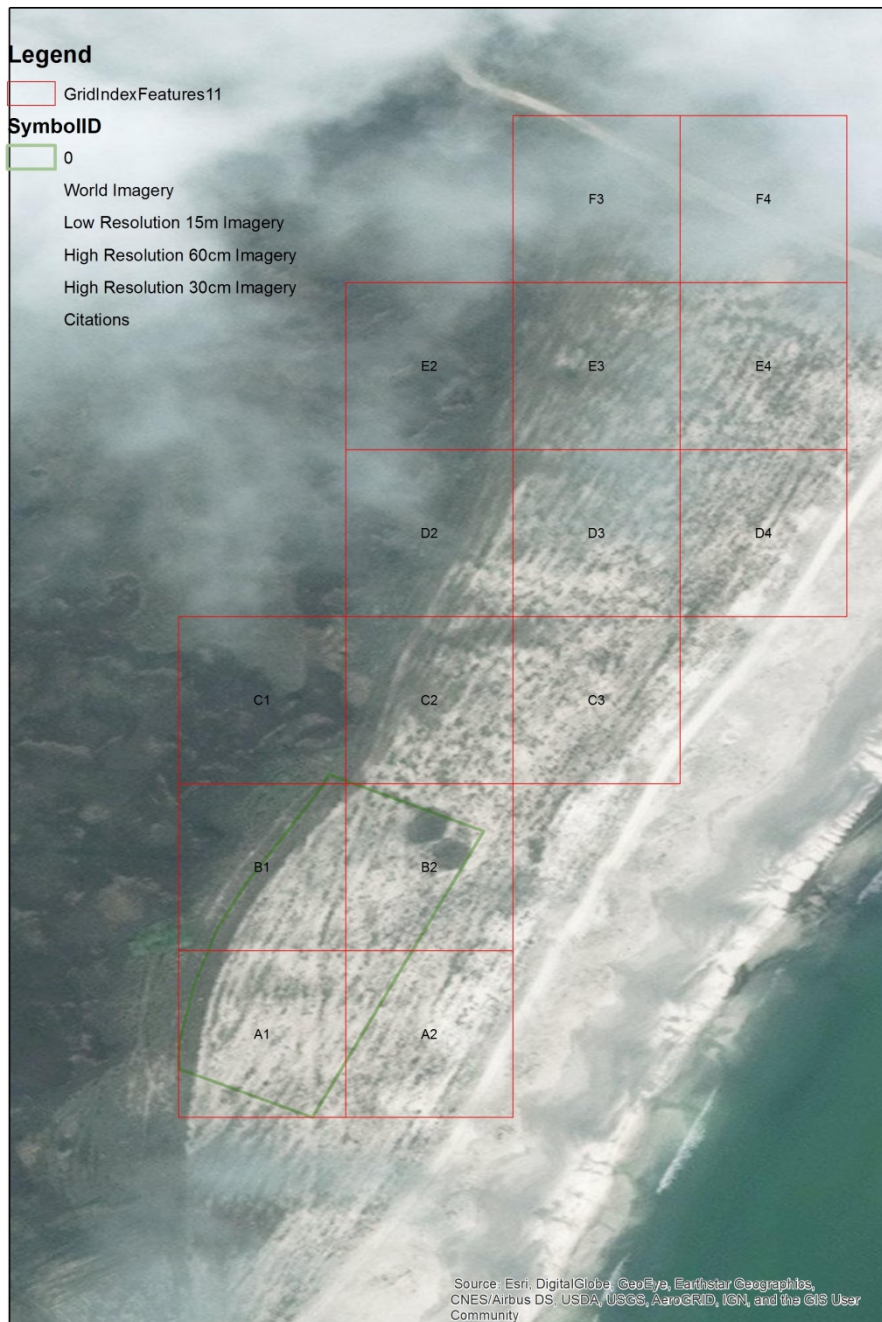 Legend
GridIndexFeatures11
SymbolID
0
World Imagery
Low Resolution 15m Imagery
High Resolution 60cm Imagery
High Resolution 30cm Imagery
Citations
F3 F4
E2 E3 E4
D2 D3 D4
C1 C2 C3
B1 B2
A1 A2
Source: Esri, DigitalGlobe, GeoEye, Earthstar Geographics,
CNES/Airbus DS, USDA, USGS, AeroGRID, IGN, and the GIS User
Community